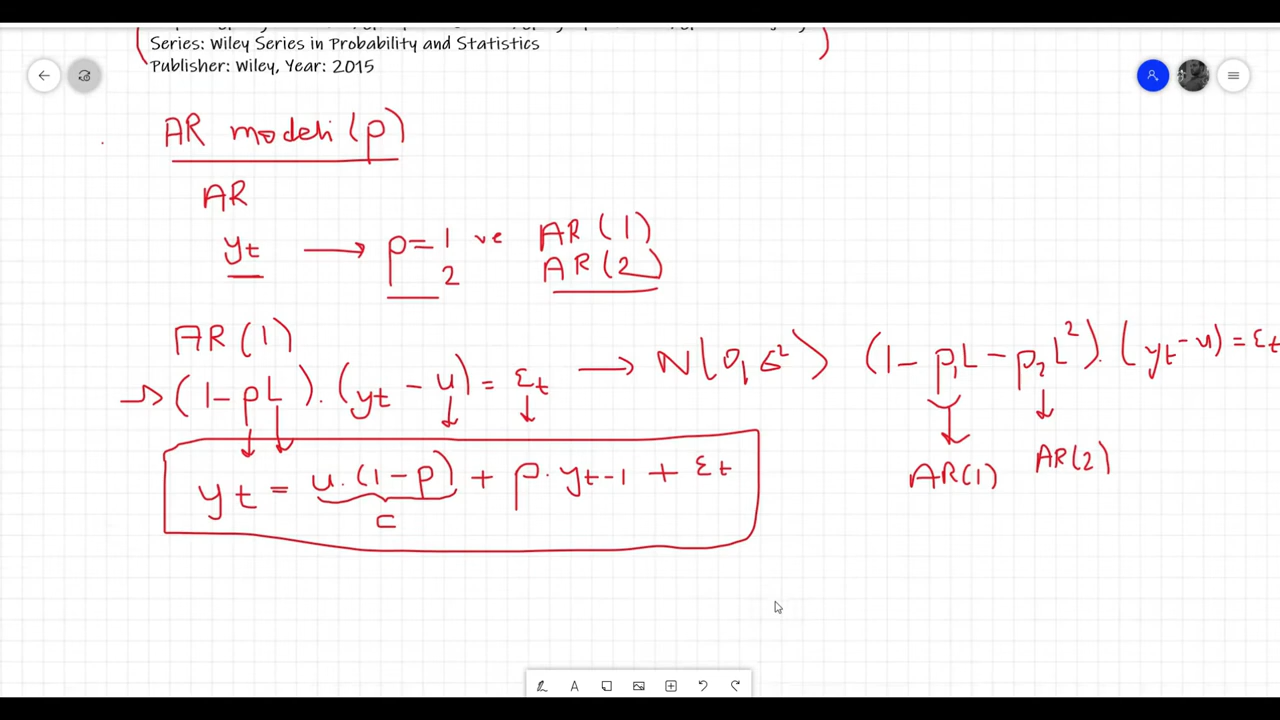 Series: Wiley Series in Probability and Statistics
Publisher: Wiley, Year: 2015
AR modeli (p)
AR
yt → p=1 ve AR(1)
2 AR(2)
AR(1)
(1-pL).(yt-u)=εt → N(0,σ²)
(1-p₁L-p₂L²).(yt-u)=εt
AR(1) AR(2)
yt = u.(1-p) + p.yt-1 + εt
c